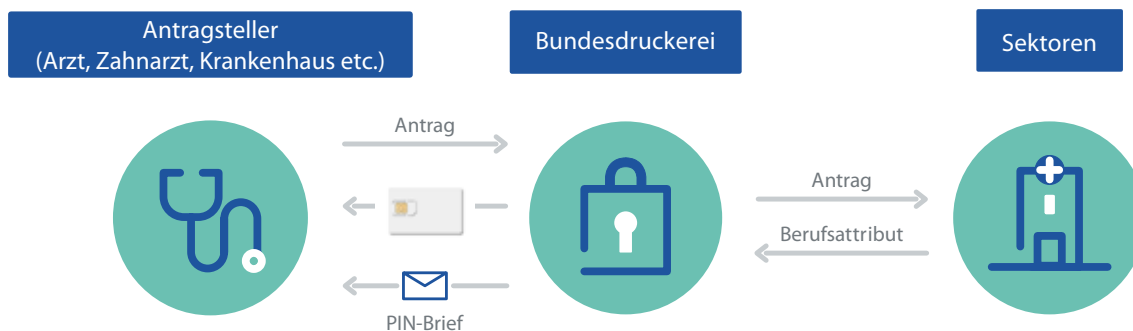 Antragsteller
(Arzt, Zahnarzt, Krankenhaus etc.)
Bundesdruckerei
Sektoren
Antrag
Antrag
Berufsattribut
PIN-Brief